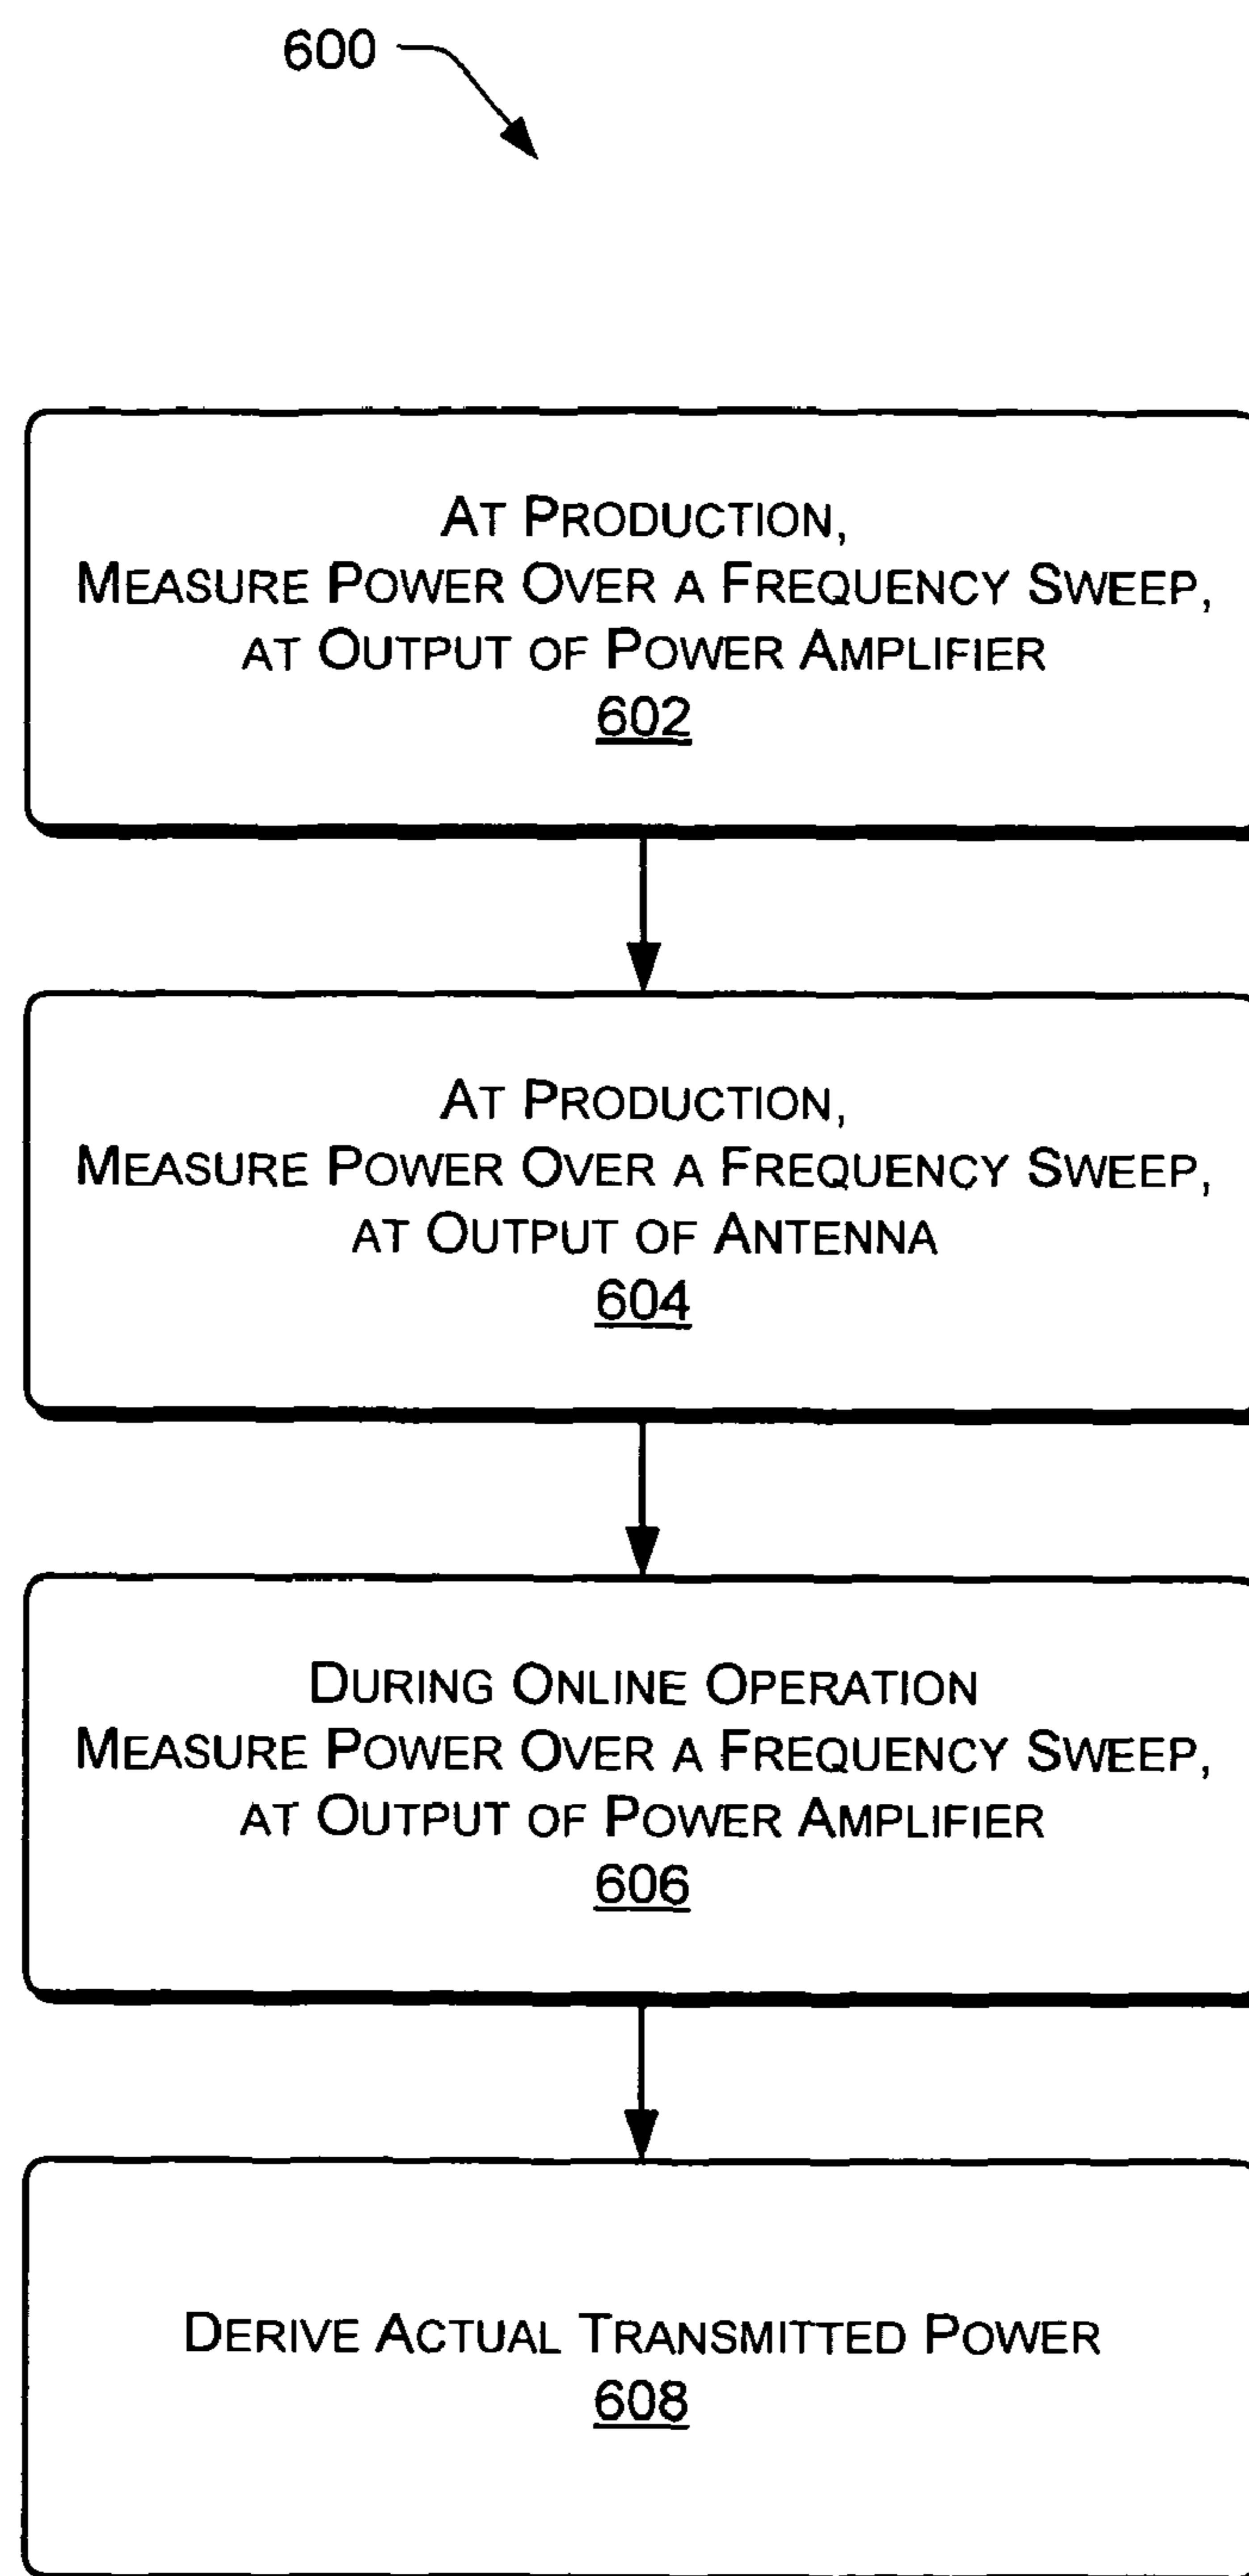 600
AT PRODUCTION,
MEASURE POWER OVER A FREQUENCY SWEEP,
AT OUTPUT OF POWER AMPLIFIER
602
AT PRODUCTION,
MEASURE POWER OVER A FREQUENCY SWEEP,
AT OUTPUT OF ANTENNA
604
DURING ONLINE OPERATION
MEASURE POWER OVER A FREQUENCY SWEEP,
AT OUTPUT OF POWER AMPLIFIER
606
DERIVE ACTUAL TRANSMITTED POWER
608